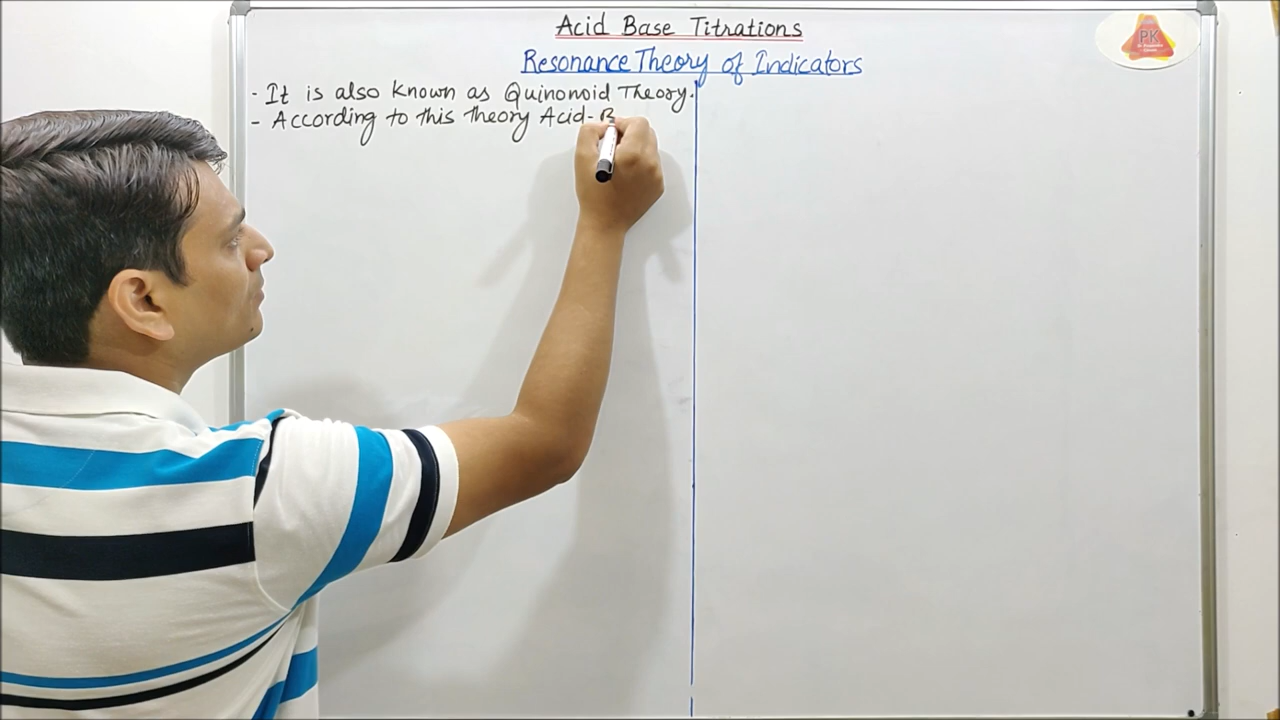 Acid Base Titrations
Resonance Theory of Indicators
- It is also known as Quinonoid Theory.
- According to this theory Acid- B
PK